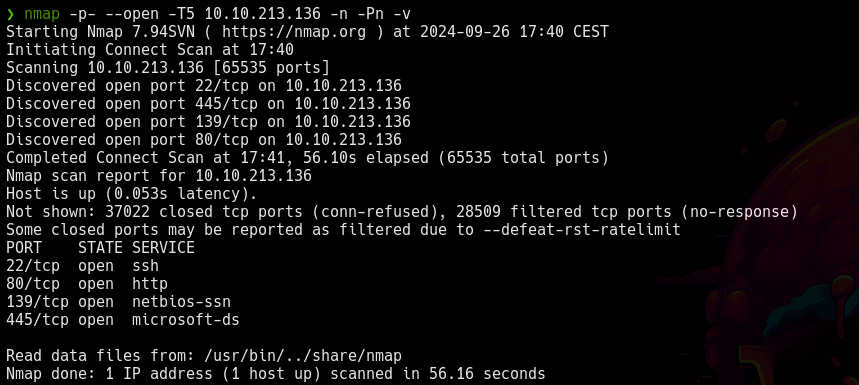 ❯ nmap -p- --open -T5 10.10.213.136 -n -Pn -v
Starting Nmap 7.94SVN ( https://nmap.org ) at 2024-09-26 17:40 CEST
Initiating Connect Scan at 17:40
Scanning 10.10.213.136 [65535 ports]
Discovered open port 22/tcp on 10.10.213.136
Discovered open port 445/tcp on 10.10.213.136
Discovered open port 139/tcp on 10.10.213.136
Discovered open port 80/tcp on 10.10.213.136
Completed Connect Scan at 17:41, 56.10s elapsed (65535 total ports)
Nmap scan report for 10.10.213.136
Host is up (0.053s latency).
Not shown: 37022 closed tcp ports (conn-refused), 28509 filtered tcp ports (no-response)
Some closed ports may be reported as filtered due to --defeat-rst-ratelimit
PORT    STATE SERVICE
22/tcp  open  ssh
80/tcp  open  http
139/tcp open  netbios-ssn
445/tcp open  microsoft-ds

Read data files from: /usr/bin/../share/nmap
Nmap done: 1 IP address (1 host up) scanned in 56.16 seconds